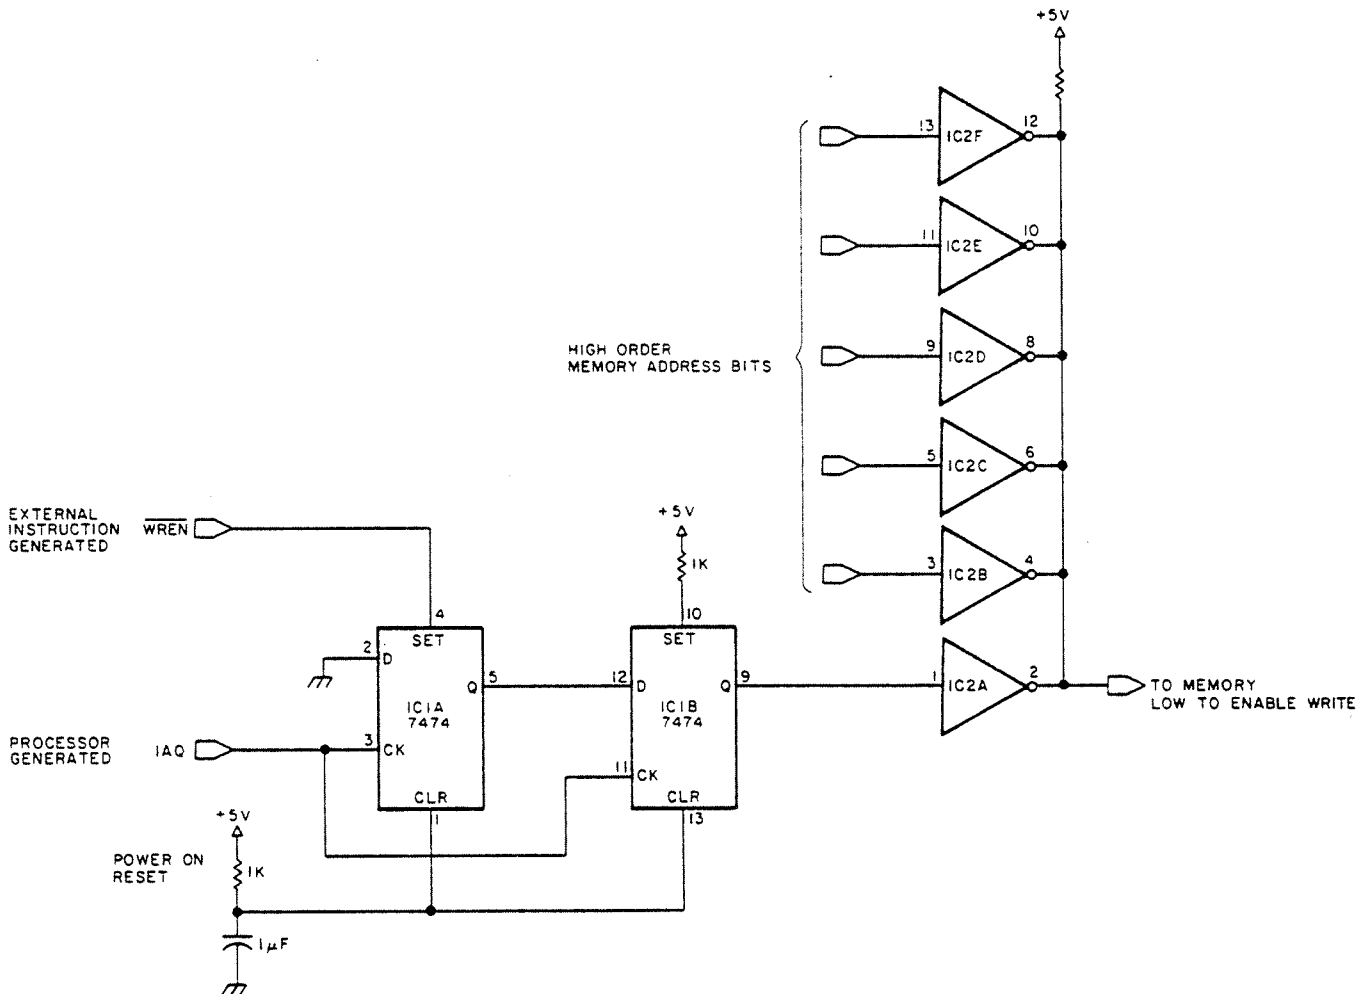 +5V
13
IC2F
12
11
IC2E
10
9
IC2D
8
HIGH ORDER
MEMORY ADDRESS BITS
5
IC2C
6
EXTERNAL
INSTRUCTION
GENERATED
WREN
+5V
1K
3
IC2B
4
4
SET
2
D
Q
5
IC1A
7474
3
CK
CLR
1
10
SET
12
D
Q
9
IC1B
7474
11
CK
CLR
13
1
IC2A
2
TO MEMORY
LOW TO ENABLE WRITE
PROCESSOR
GENERATED
IAQ
+5V
POWER ON
RESET
1K
1µF